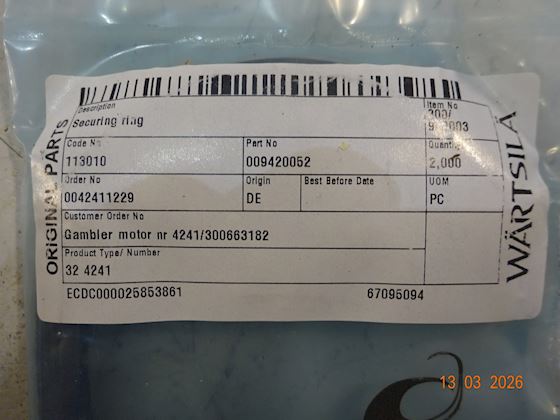 ORIGINAL PARTS
Description
Securing ring
Item No
300/
Code No
113010
Part No
009420052
Quantity
2,000
Order No
0042411229
Origin
DE
Best Before Date
UOM
PC
Customer Order No
Gambler motor nr 4241/300663182
Product Type/ Number
32 4241
ECDC000025853861
67095094
WÄRTSILÄ
13 03 2026